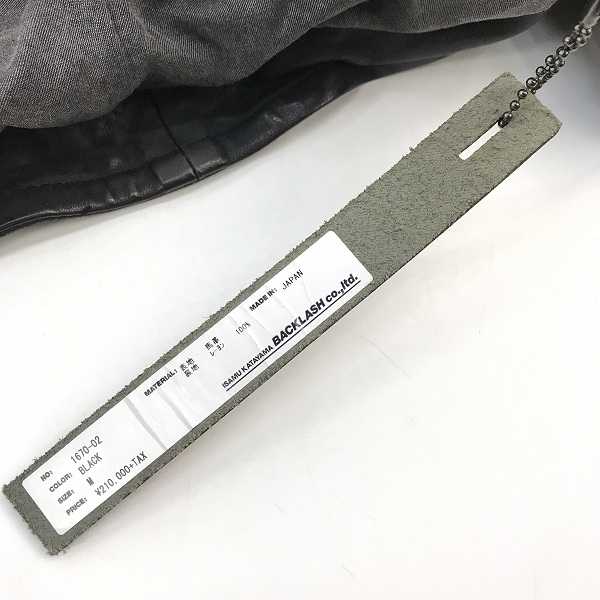 NO: 1670-02
COLOR: BLACK
SIZE: M
PRICE: ¥210,000+TAX
MATERIAL: 表地 馬革
裏地 レーヨン 100%
MADE IN: JAPAN
ISAMU KATAYAMA BACKLASH co.,ltd.